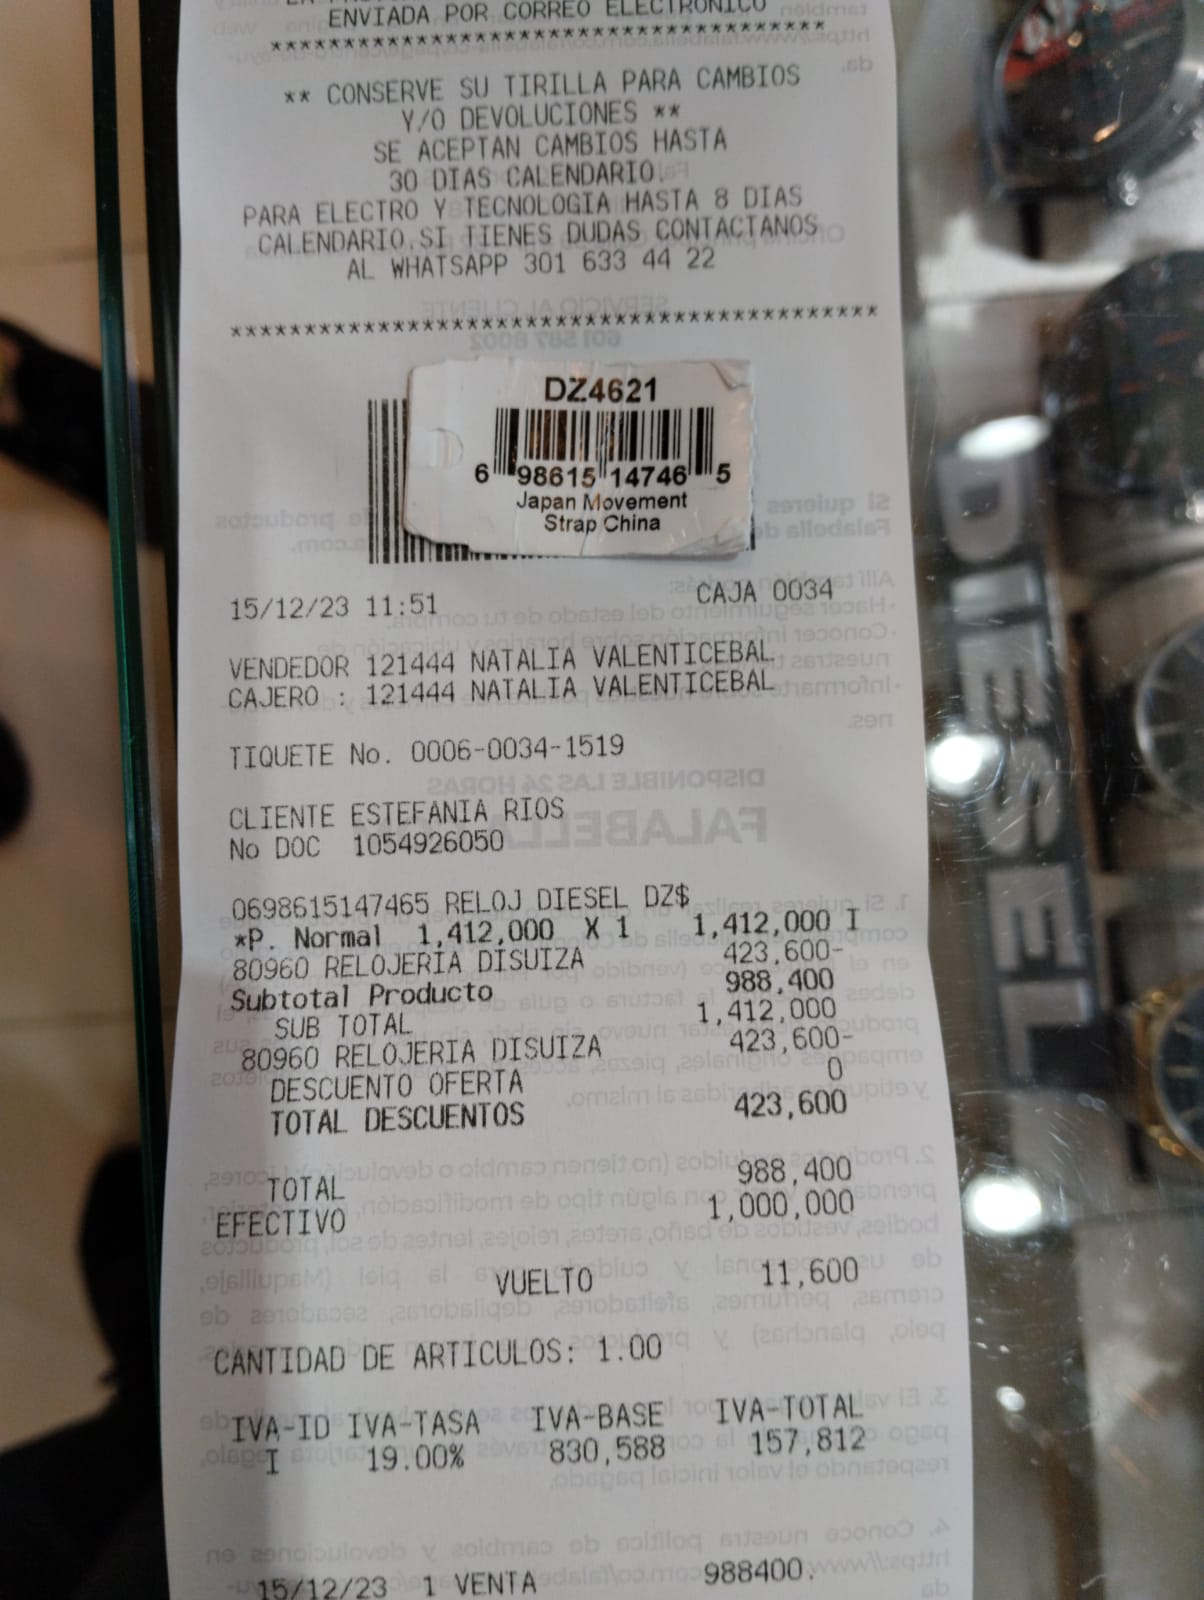 ENVIADA POR CORREO ELECTRONICO
****************************************
** CONSERVE SU TIRILLA PARA CAMBIOS
Y/O DEVOLUCIONES **
SE ACEPTAN CAMBIOS HASTA
30 DIAS CALENDARIO.
PARA ELECTRO Y TECNOLOGIA HASTA 8 DIAS
CALENDARIO.SI TIENES DUDAS CONTACTANOS
AL WHATSAPP 301 633 44 22
********************************************
DZ4621
6 98615 14746 5
Japan Movement
Strap China
15/12/23 11:51 CAJA 0034
VENDEDOR 121444 NATALIA VALENTICEBAL
CAJERO : 121444 NATALIA VALENTICEBAL
TIQUETE No. 0006-0034-1519
CLIENTE ESTEFANIA RIOS
No DOC 1054926050
0698615147465 RELOJ DIESEL DZ$
*P. Normal 1,412,000 X 1 1,412,000 I
80960 RELOJERIA DISUIZA 423,600-
Subtotal Producto 988,400
SUB TOTAL 1,412,000
80960 RELOJERIA DISUIZA 423,600-
DESCUENTO OFERTA 0
TOTAL DESCUENTOS 423,600
TOTAL 988,400
EFECTIVO 1,000,000
VUELTO 11,600
CANTIDAD DE ARTICULOS: 1.00
IVA-ID IVA-TASA IVA-BASE IVA-TOTAL
I 19.00% 830,588 157,812
15/12/23 1 VENTA 988400.
DIESEL